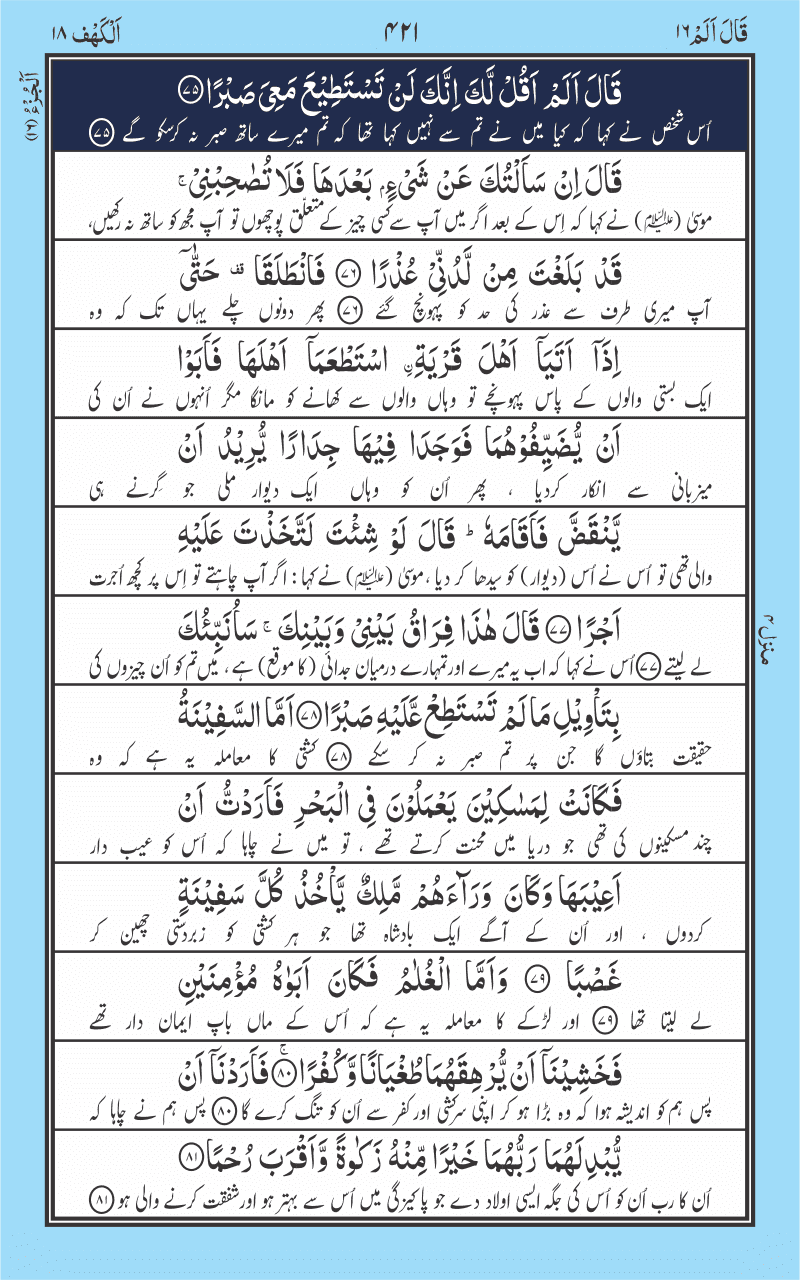 قَالَ اَلَمْ ١٦
٤٢١
اَلْكَهْف ١٨
اَلْجُزْءُ (١٦)
قَالَ اَلَمْ اَقُلْ لَّكَ اِنَّكَ لَنْ تَسْتَطِيْعَ مَعِيَ صَبْرًا ﴿٧٥﴾
اُس شخص نے کہا کہ کیا میں نے تم سے نہیں کہا تھا کہ تم میرے ساتھ صبر نہ کرسکو گے ﴿٧٥﴾
قَالَ اِنْ سَاَلْتُكَ عَنْ شَیْءٍۭ بَعْدَهَا فَلَا تُصٰحِبْنِیْ ۚ
موسیٰ (علیہ السلام) نے کہا کہ اِس کے بعد اگر میں آپ سے کسی چیز کے متعلّق پوچھوں تو آپ مجھ کو ساتھ نہ رکھیں،
قَدْ بَلَغْتَ مِنْ لَّدُنِّیْ عُذْرًا ﴿٧٦﴾ فَانْطَلَقَا ۥقف حَتّٰۤی
آپ میری طرف سے عذر کی حد کو پہونچ گئے ﴿٧٦﴾ پھر دونوں چلے یہاں تک کہ وہ
اِذَاۤ اَتَیَاۤ اَهْلَ قَرْیَةِۣ اسْتَطْعَمَاۤ اَهْلَهَا فَاَبَوْا
ایک بستی والوں کے پاس پہونچے تو وہاں والوں سے کھانے کو مانگا مگر اُنہوں نے اُن کی
اَنْ یُّضَیِّفُوْهُمَا فَوَجَدَا فِیْهَا جِدَارًا یُّرِیْدُ اَنْ
میزبانی سے انکار کردیا ، پھر اُن کو وہاں ایک دیوار ملی جو گِرنے ہی
یَّنْقَضَّ فَاَقَامَهٗ ؕ قَالَ لَوْ شِئْتَ لَتَّخَذْتَ عَلَیْهِ
والی تھی تو اُس نے اُس (دیوار) کو سیدھا کر دیا ،موسیٰ (علیہ السلام) نے کہا: اگر آپ چاہتے تو اِس پر کچھ اُجرت
اَجْرًا ﴿٧٧﴾ قَالَ هٰذَا فِرَاقُ بَیْنِیْ وَبَیْنِكَ ۚ سَاُنَبِّئُكَ
لے لیتے ﴿٧٧﴾ اُس نے کہا کہ اب یہ میرے اور تمہارے درمیان جدائی (کا موقع) ہے، میں تم کو اُن چیزوں کی
منزل ٤
بِتَاْوِیْلِ مَا لَمْ تَسْتَطِعْ عَّلَیْهِ صَبْرًا ﴿٧٨﴾ اَمَّا السَّفِیْنَةُ
حقیقت بتاؤں گا جن پر تم صبر نہ کر سکے ﴿٧٨﴾ کشتی کا معاملہ یہ ہے کہ وہ
فَكَانَتْ لِمَسٰكِیْنَ یَعْمَلُوْنَ فِی الْبَحْرِ فَاَرَدْتُّ اَنْ
چند مسکینوں کی تھی جو دریا میں محنت کرتے تھے ، تو میں نے چاہا کہ اُس کو عیب دار
اَعِیْبَهَا وَكَانَ وَرَآءَهُمْ مَّلِكٌ یَّاْخُذُ كُلَّ سَفِیْنَةٍ
کردوں ، اور اُن کے آگے ایک بادشاہ تھا جو ہر کشتی کو زبردستی چھین کر
غَصْبًا ﴿٧٩﴾ وَاَمَّا الْغُلٰمُ فَكَانَ اَبَوٰهُ مُؤْمِنَیْنِ
لے لیتا تھا ﴿٧٩﴾ اور لڑکے کا معاملہ یہ ہے کہ اُس کے ماں باپ ایمان دار تھے
فَخَشِیْنَاۤ اَنْ یُّرْهِقَهُمَا طُغْیَانًا وَّكُفْرًا ۚ﴿٨٠﴾ فَاَرَدْنَاۤ اَنْ
پس ہم کو اندیشہ ہوا کہ وہ بڑا ہو کر اپنی سرکشی اور کفر سے اُن کو تنگ کرے گا ﴿٨٠﴾ پس ہم نے چاہا کہ
یُّبْدِلَهُمَا رَبُّهُمَا خَیْرًا مِّنْهُ زَكٰوةً وَّاَقْرَبَ رُحْمًا ﴿٨١﴾
اُن کا رب اُن کو اُس کی جگہ ایسی اولاد دے جو پاکیزگی میں اُس سے بہتر ہو اور شفقت کرنے والی ہو ﴿٨١﴾